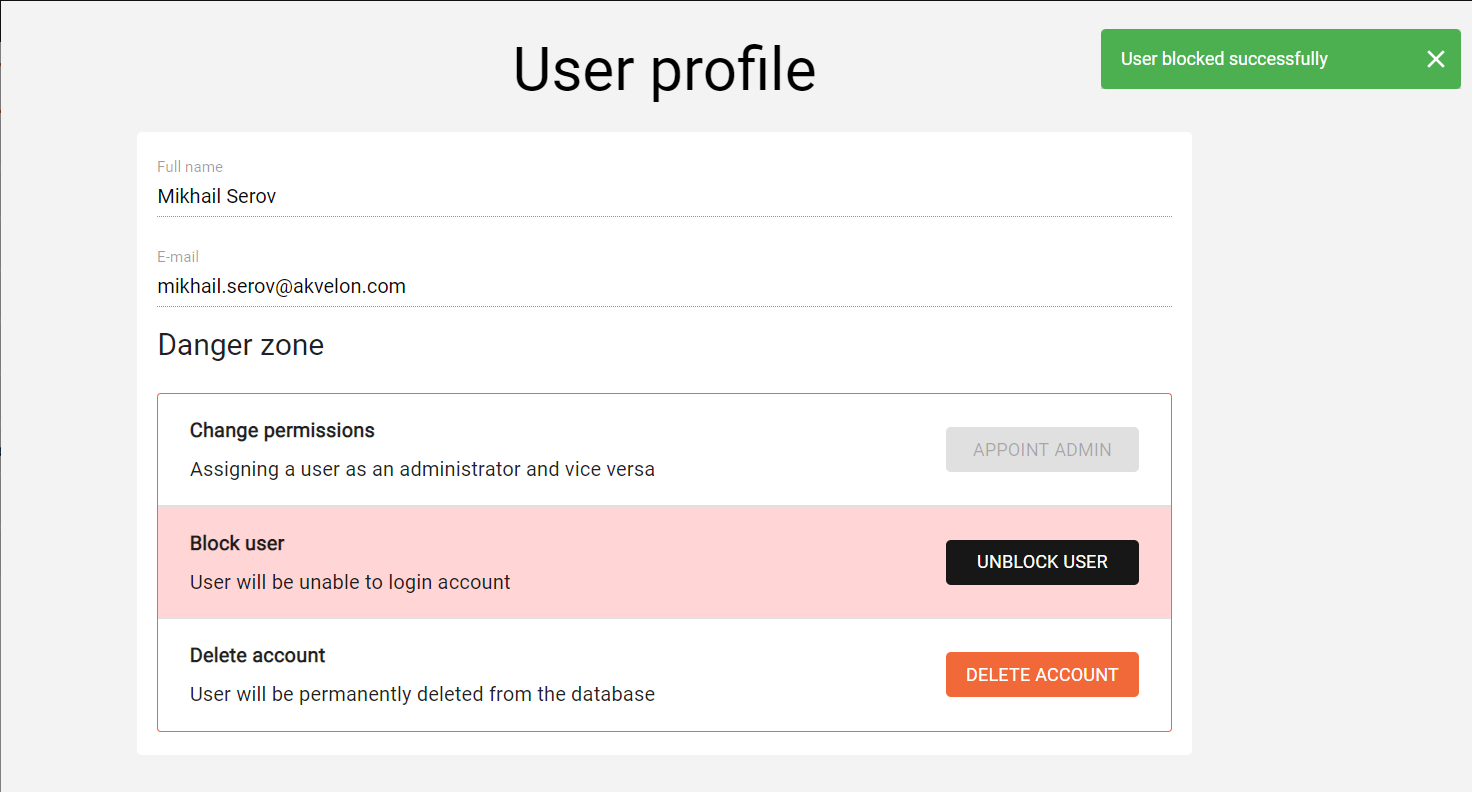 User profile
User blocked successfully
Full name
Mikhail Serov
E-mail
mikhail.serov@akvelon.com
Danger zone
Change permissions
Assigning a user as an administrator and vice versa
APPOINT ADMIN
Block user
User will be unable to login account
UNBLOCK USER
Delete account
User will be permanently deleted from the database
DELETE ACCOUNT